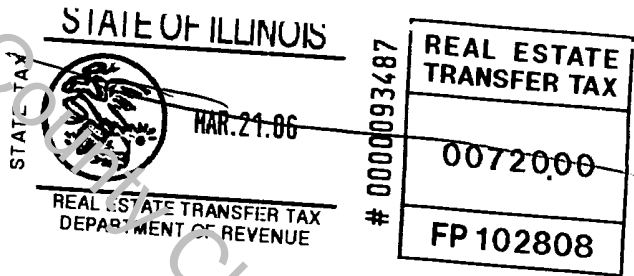 STATE OF ILLINOIS
STATE TAX
MAR.21.06
REAL ESTATE TRANSFER TAX
DEPARTMENT OF REVENUE
# 0000093487
REAL ESTATE
TRANSFER TAX
0072000
FP 102808
County